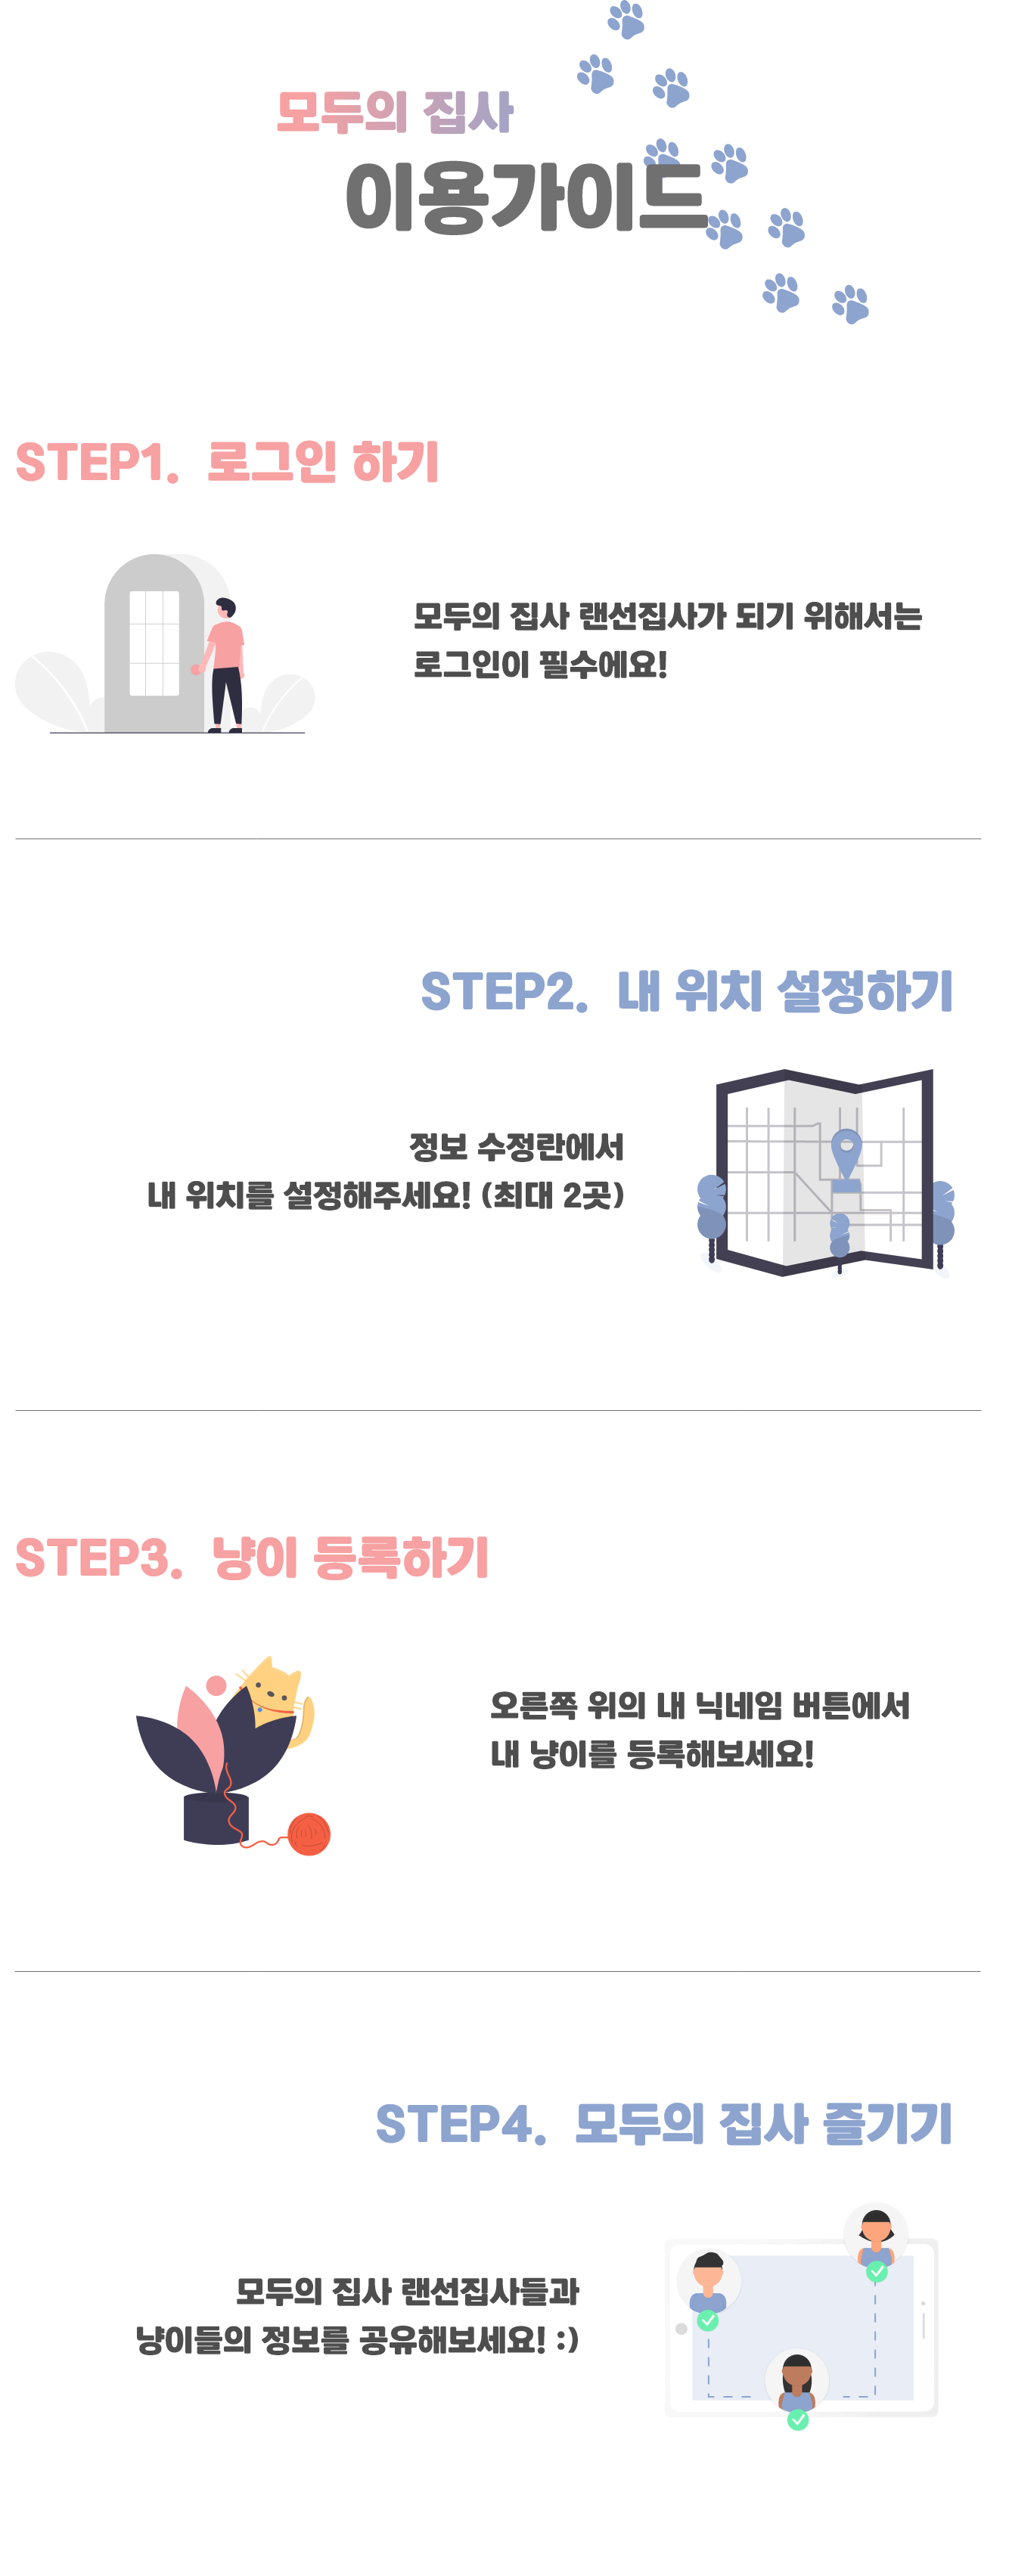 모두의 집사
이용가이드
STEP1. 로그인 하기
모두의 집사 랜선집사가 되기 위해서는
로그인이 필수에요!
STEP2. 내 위치 설정하기
정보 수정란에서
내 위치를 설정해주세요! (최대 2곳)
STEP3. 냥이 등록하기
오른쪽 위의 내 닉네임 버튼에서
내 냥이를 등록해보세요!
STEP4. 모두의 집사 즐기기
모두의 집사 랜선집사들과
냥이들의 정보를 공유해보세요! :)